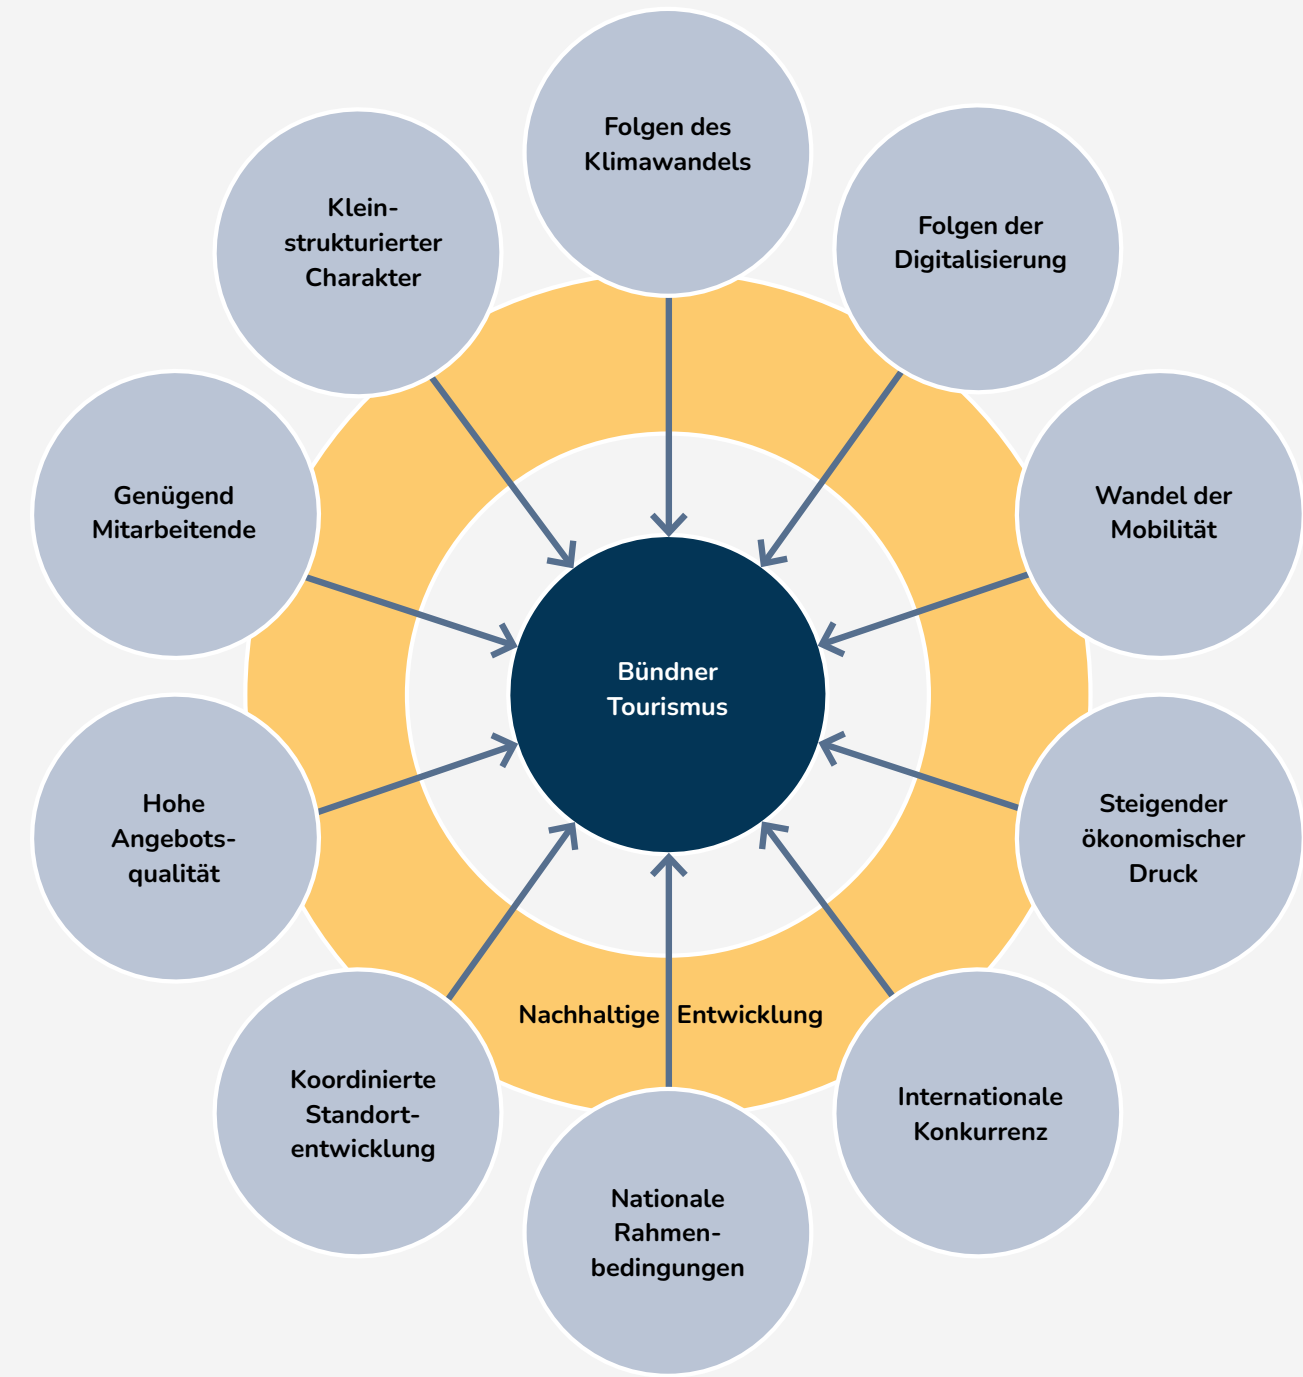 Folgen des
Klimawandels
Folgen der
Digitalisierung
Wandel der
Mobilität
Steigender
ökonomischer
Druck
Internationale
Konkurrenz
Nationale
Rahmen-
bedingungen
Koordinierte
Standort-
entwicklung
Hohe
Angebots-
qualität
Genügend
Mitarbeitende
Klein-
strukturierter
Charakter
Bündner
Tourismus
Nachhaltige Entwicklung